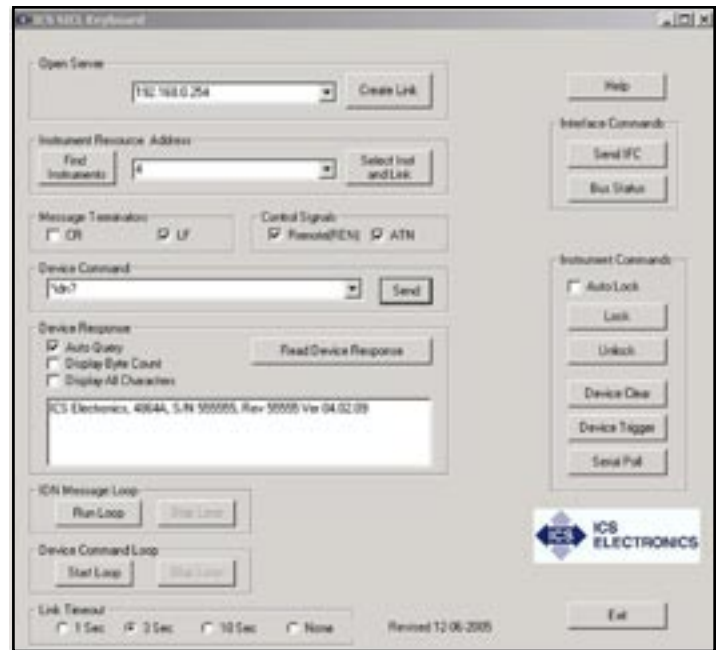 ICS VXI Keyboard
Open Server
192.168.0.254
Create Link
Help
Interface Commands
Instrument Resource Address
Find
Instruments
4
Select Inst
and Link
Send IFC
Bus Status
Message Terminators
CR
LF
Control Signals
Remote(REN)
ATN
Device Command
*idn?
Send
Instrument Commands
Auto Lock
Lock
Unlock
Device Clear
Device Trigger
Serial Poll
Device Response
Auto Query
Display Byte Count
Display All Characters
Read Device Response
ICS Electronics, 4864A, S/N 555555, Rev 55555 Ver 04.02.09
IDN Message Loop
Run Loop
Stop Loop
ICS
ICS
ELECTRONICS
Device Command Loop
Start Loop
Stop Loop
Link Timeout
1 Sec
3 Sec
10 Sec
None
Revised 12-06-2005
Exit